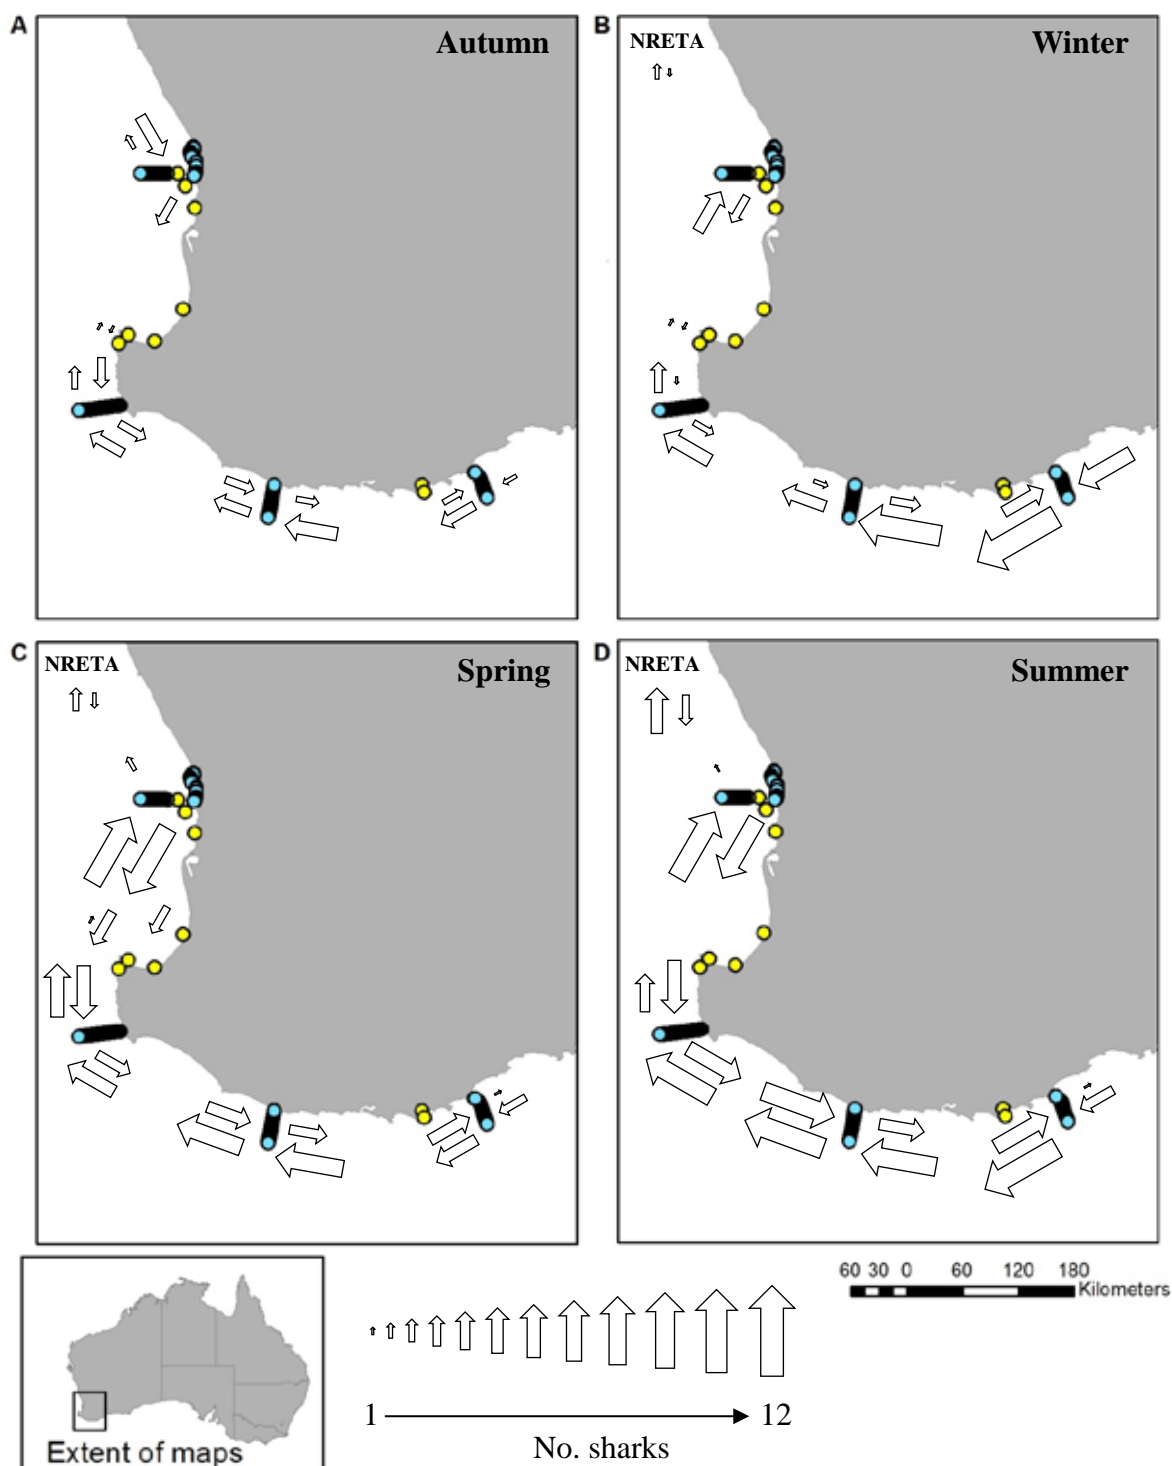 A
Autumn
B
NRETA
Winter
C
NRETA
Spring
D
NRETA
Summer
60 30 0 60 120 180
Kilometers
Extent of maps
1 12
No. sharks